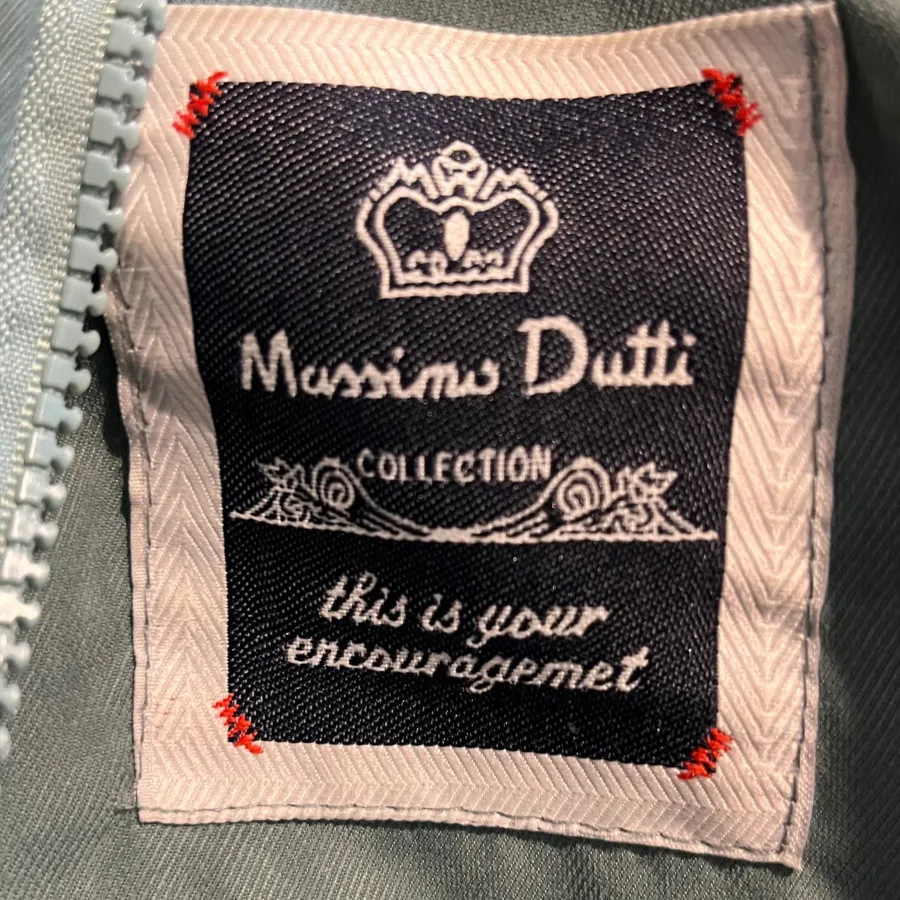 Massimo Dutti
COLLECTION
this is your
encouragemet